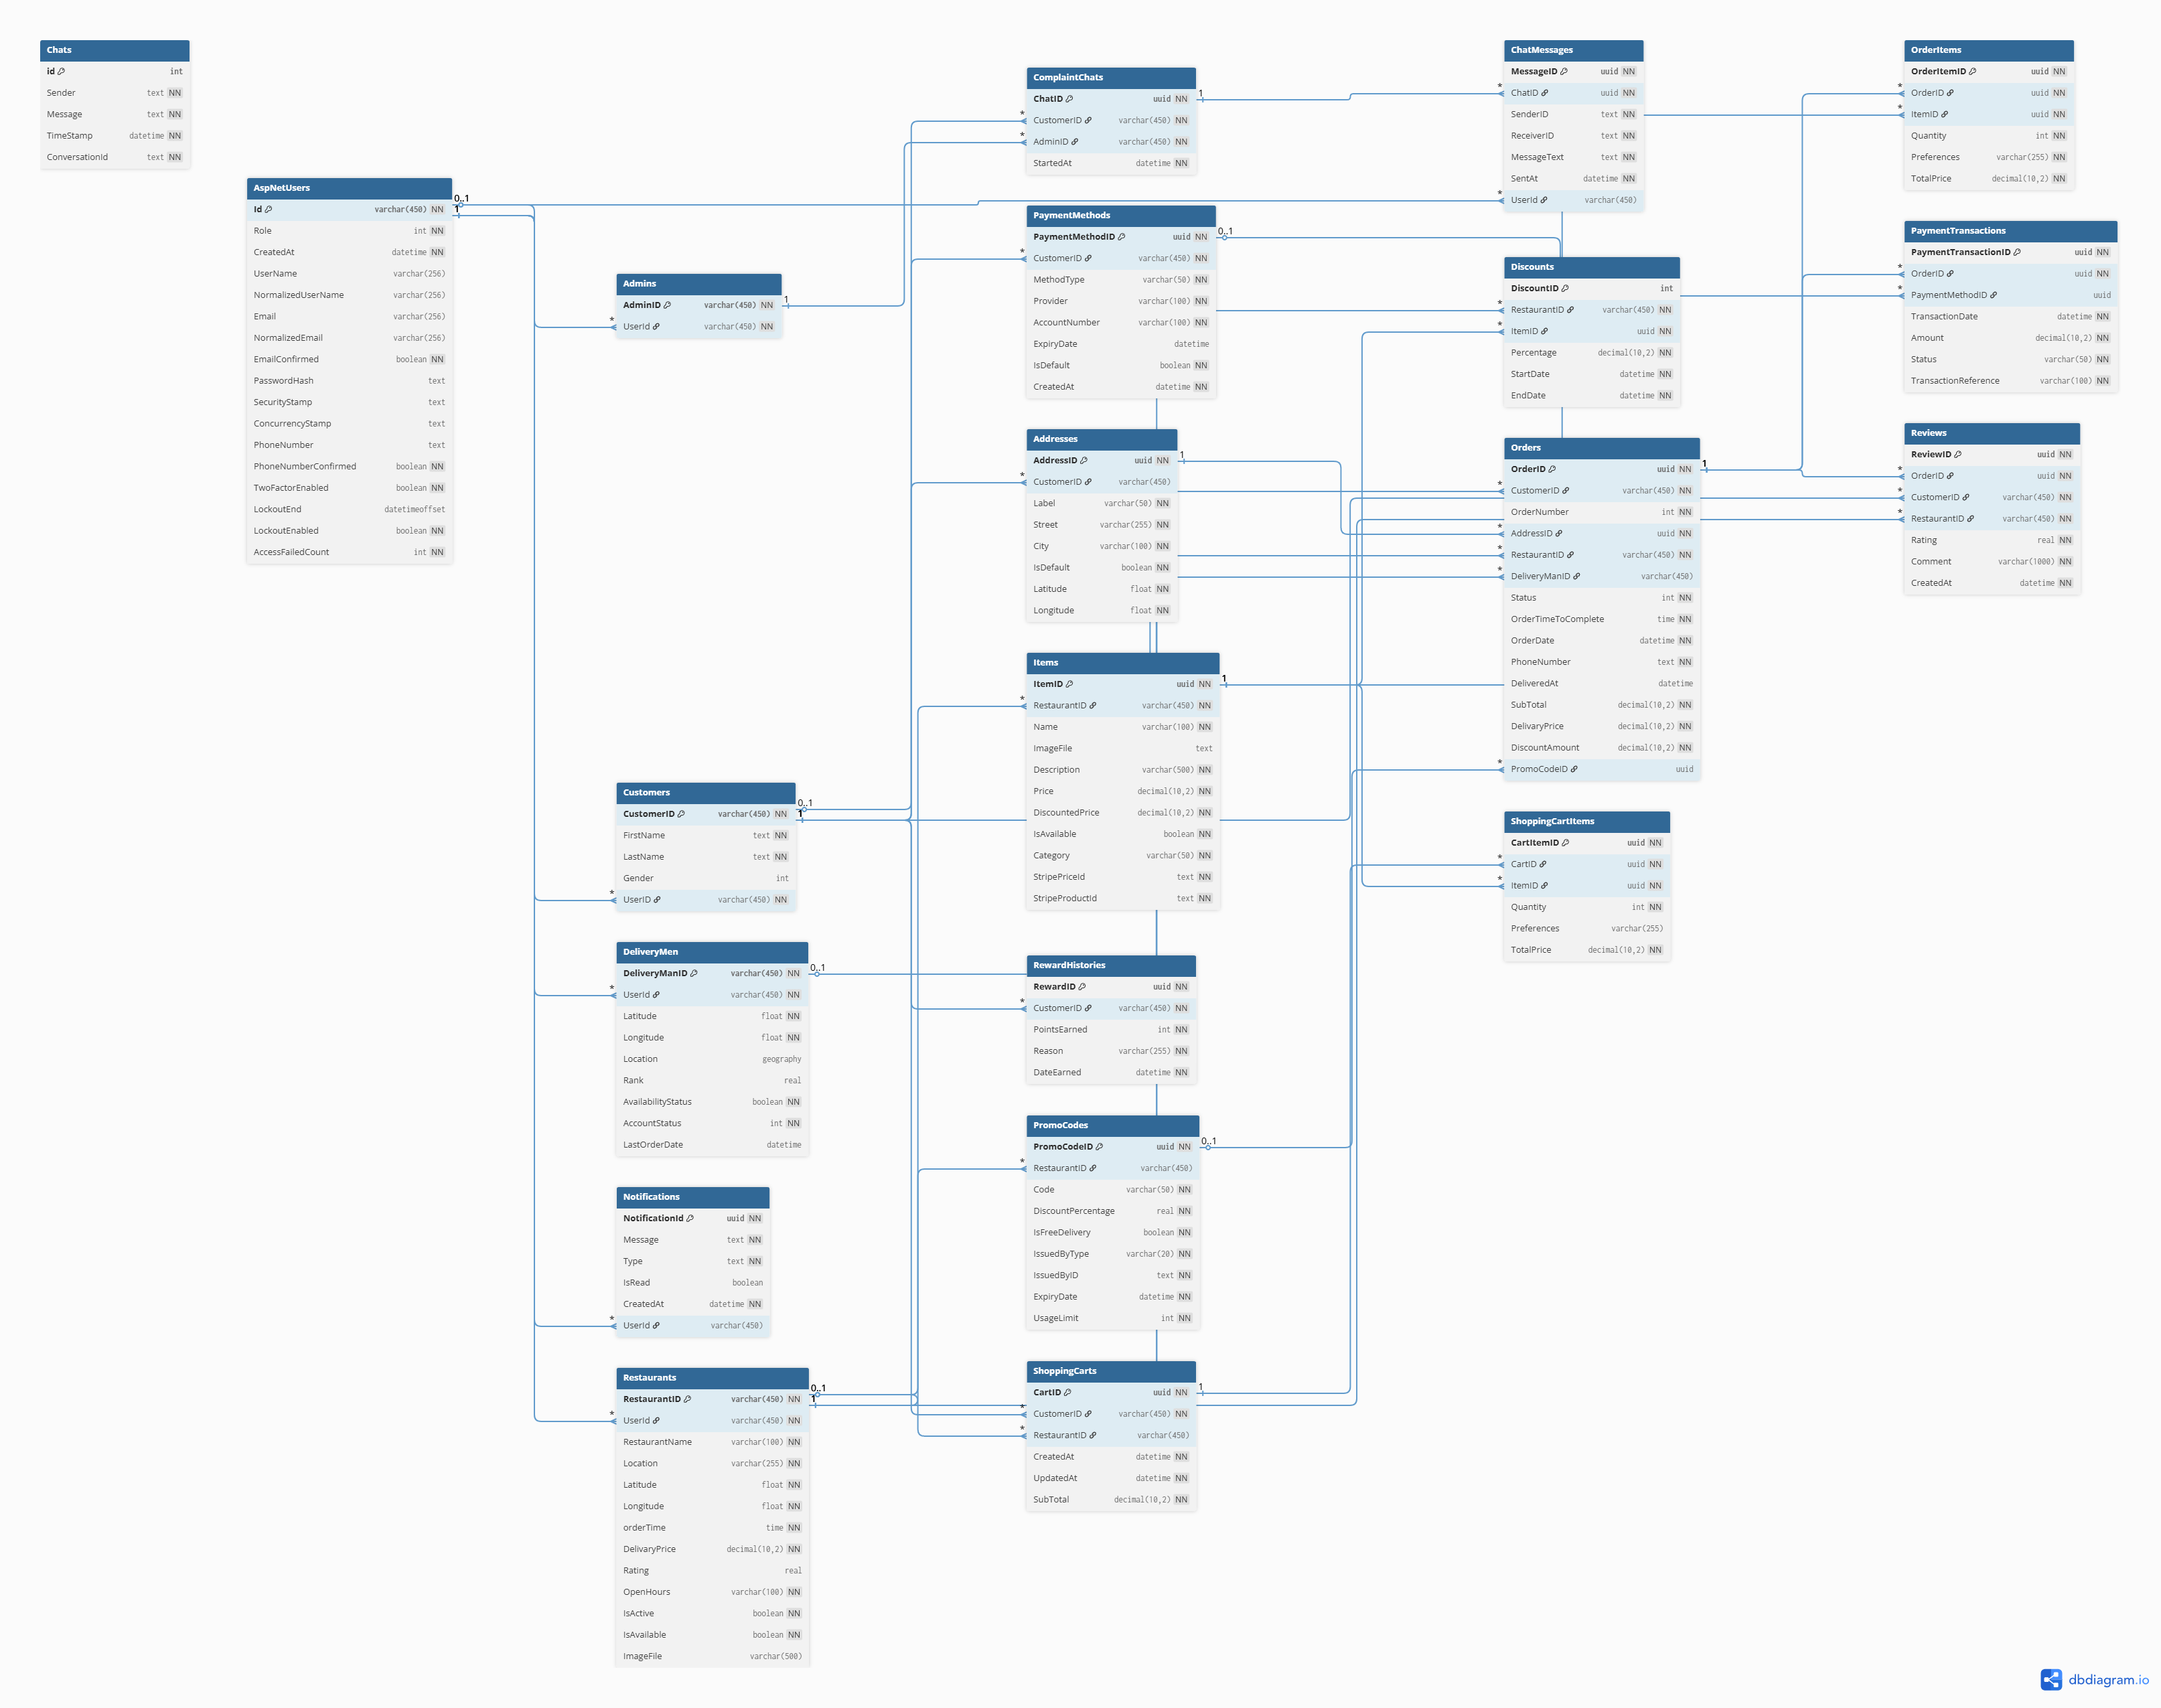 Chats
id int
Sender text NN
Message text NN
TimeStamp datetime NN
ConversationId text NN
AspNetUsers
Id varchar(450) NN
Role int NN
CreatedAt datetime NN
UserName varchar(256)
NormalizedUserName varchar(256)
Email varchar(256)
NormalizedEmail varchar(256)
EmailConfirmed boolean NN
PasswordHash text
SecurityStamp text
ConcurrencyStamp text
PhoneNumber text
PhoneNumberConfirmed boolean NN
TwoFactorEnabled boolean NN
LockoutEnd datetimeoffset
LockoutEnabled boolean NN
AccessFailedCount int NN
0..1
1
Admins
AdminID varchar(450) NN
1
* UserId varchar(450) NN
Customers
CustomerID varchar(450) NN
0..1
1
FirstName text NN
LastName text NN
Gender int
* UserID varchar(450) NN
DeliveryMen
DeliveryManID varchar(450) NN
0..1
* UserId varchar(450) NN
Latitude float NN
Longitude float NN
Location geography
Rank real
AvailabilityStatus boolean NN
AccountStatus int NN
LastOrderDate datetime
Notifications
NotificationId uuid NN
Message text NN
Type text NN
IsRead boolean
CreatedAt datetime NN
* UserId varchar(450)
Restaurants
RestaurantID varchar(450) NN
0..1
1
* UserId varchar(450) NN
RestaurantName varchar(100) NN
Location varchar(255) NN
Latitude float NN
Longitude float NN
orderTime time NN
DelivaryPrice decimal(10,2) NN
Rating real
OpenHours varchar(100) NN
IsActive boolean NN
IsAvailable boolean NN
ImageFile varchar(500)
ComplaintChats
ChatID uuid NN
1
* CustomerID varchar(450) NN
* AdminID varchar(450) NN
StartedAt datetime NN
PaymentMethods
PaymentMethodID uuid NN
0..1
* CustomerID varchar(450) NN
MethodType varchar(50) NN
Provider varchar(100) NN
AccountNumber varchar(100) NN
ExpiryDate datetime
IsDefault boolean NN
CreatedAt datetime NN
Addresses
AddressID uuid NN
1
* CustomerID varchar(450)
Label varchar(50) NN
Street varchar(255) NN
City varchar(100) NN
IsDefault boolean NN
Latitude float NN
Longitude float NN
Items
ItemID uuid NN
1
* RestaurantID varchar(450) NN
Name varchar(100) NN
ImageFile text
Description varchar(500) NN
Price decimal(10,2) NN
DiscountedPrice decimal(10,2) NN
IsAvailable boolean NN
Category varchar(50) NN
StripePriceId text NN
StripeProductId text NN
RewardHistories
RewardID uuid NN
* CustomerID varchar(450) NN
PointsEarned int NN
Reason varchar(255) NN
DateEarned datetime NN
PromoCodes
PromoCodeID uuid NN
0..1
* RestaurantID varchar(450)
Code varchar(50) NN
DiscountPercentage real NN
IsFreeDelivery boolean NN
IssuedByType varchar(20) NN
IssuedByID text NN
ExpiryDate datetime NN
UsageLimit int NN
ShoppingCarts
CartID uuid NN
1
* CustomerID varchar(450) NN
* RestaurantID varchar(450)
CreatedAt datetime NN
UpdatedAt datetime NN
SubTotal decimal(10,2) NN
ChatMessages
MessageID uuid NN
* ChatID uuid NN
SenderID text NN
ReceiverID text NN
MessageText text NN
SentAt datetime NN
* UserId varchar(450)
Discounts
DiscountID int
* RestaurantID varchar(450) NN
* ItemID uuid NN
Percentage decimal(10,2) NN
StartDate datetime NN
EndDate datetime NN
Orders
OrderID uuid NN
1
* CustomerID varchar(450) NN
OrderNumber int NN
* AddressID uuid NN
* RestaurantID varchar(450) NN
* DeliveryManID varchar(450)
Status int NN
OrderTimeToComplete time NN
OrderDate datetime NN
PhoneNumber text NN
DeliveredAt datetime
SubTotal decimal(10,2) NN
DelivaryPrice decimal(10,2) NN
DiscountAmount decimal(10,2) NN
* PromoCodeID uuid
ShoppingCartItems
CartItemID uuid NN
* CartID uuid NN
* ItemID uuid NN
Quantity int NN
Preferences varchar(255)
TotalPrice decimal(10,2) NN
OrderItems
OrderItemID uuid NN
* OrderID uuid NN
* ItemID uuid NN
Quantity int NN
Preferences varchar(255) NN
TotalPrice decimal(10,2) NN
PaymentTransactions
PaymentTransactionID uuid NN
* OrderID uuid NN
* PaymentMethodID uuid
TransactionDate datetime NN
Amount decimal(10,2) NN
Status varchar(50) NN
TransactionReference varchar(100) NN
Reviews
ReviewID uuid NN
* OrderID uuid NN
* CustomerID varchar(450) NN
* RestaurantID varchar(450) NN
Rating real NN
Comment varchar(1000) NN
CreatedAt datetime NN
dbdiagram.io